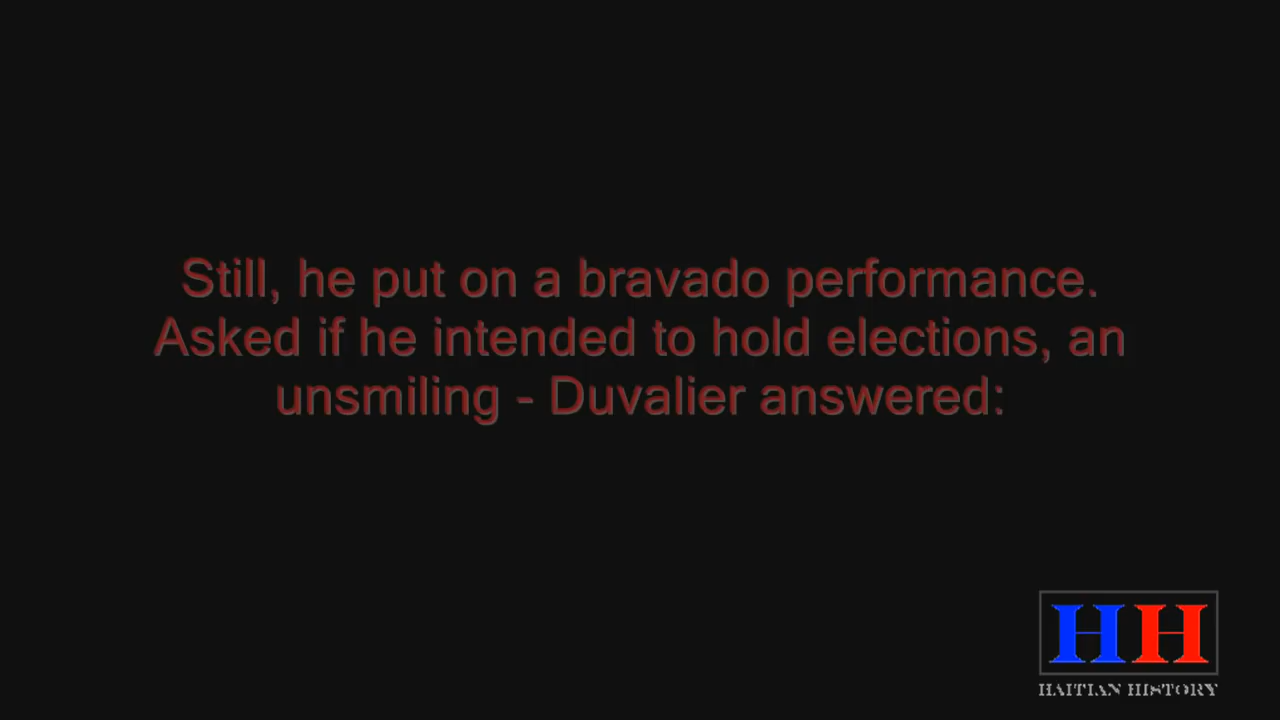 Still, he put on a bravado performance.
Asked if he intended to hold elections, an
unsmiling - Duvalier answered:
HH
HAITIAN HISTORY